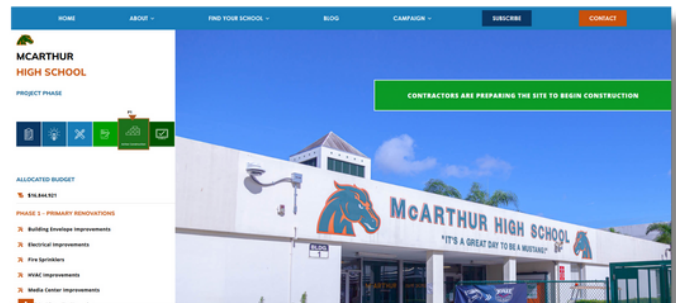 HOME
ABOUT
FIND YOUR SCHOOL
BLOG
CAMPAIGN
SUBSCRIBE
CONTACT
MCARTHUR
HIGH SCHOOL
PROJECT PHASE
CONTRACTORS ARE PREPARING THE SITE TO BEGIN CONSTRUCTION
P1
ALLOCATED BUDGET
$16,844,921
PHASE 1 - PRIMARY RENOVATIONS
Building Envelope Improvements
Electrical Improvements
Fire Sprinklers
HVAC Improvements
Media Center Improvements
McARTHUR HIGH SCHOOL
"IT'S A GREAT DAY TO BE A MUSTANG!"
BLDG.
1